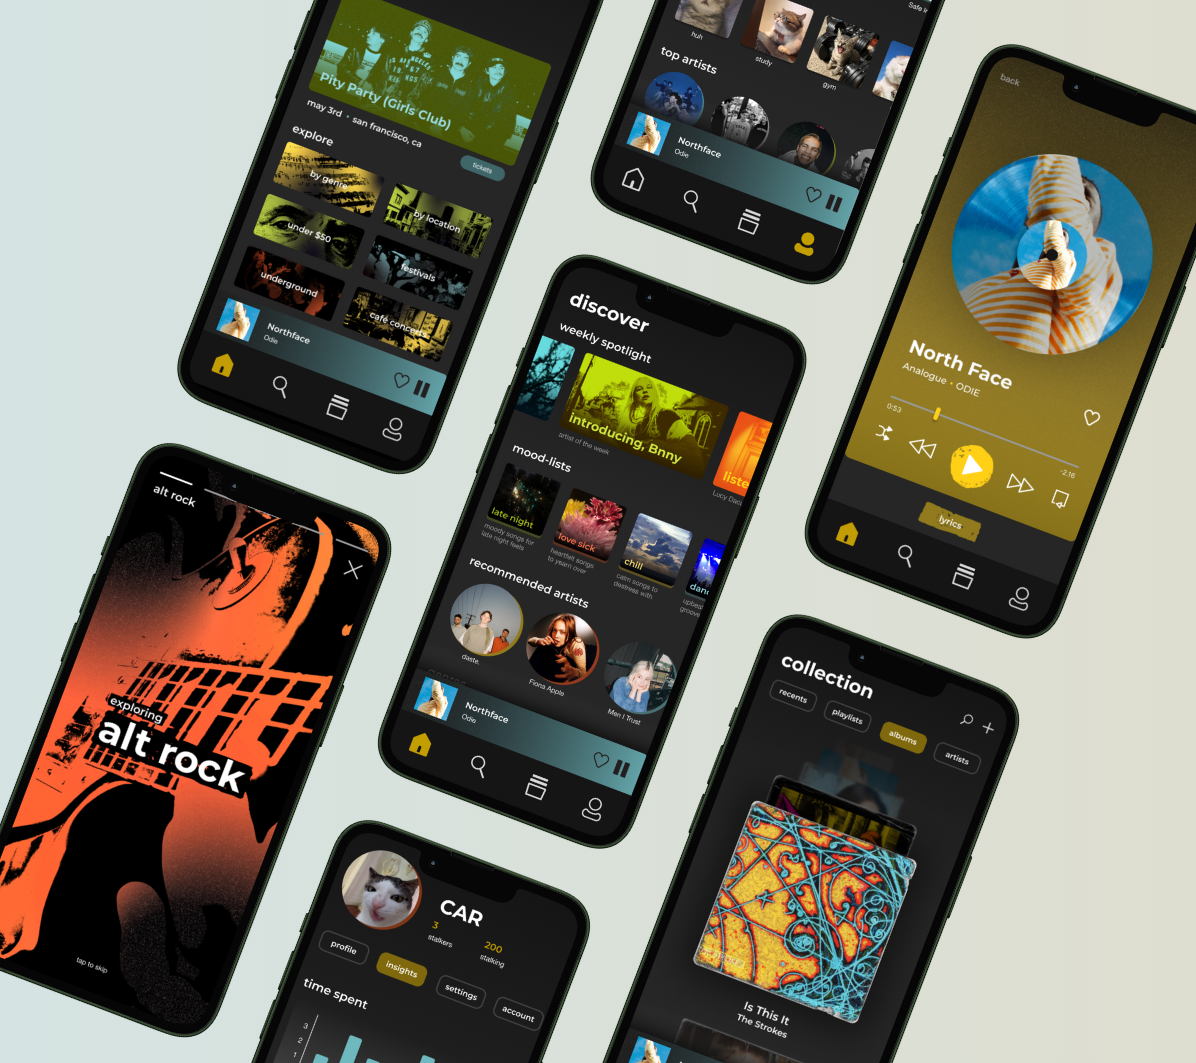 Pity Party (Girls Club)
may 3rd • san francisco, ca
tickets
explore
by genre
by location
under $50
festivals
underground
café concerts
Northface
Odie
huh
study
gym
top artists
Northface
Odie
back
North Face
Analogue • ODIE
0:53
-2:16
lyrics
discover
weekly spotlight
introducing, Bnny
artist of the week
liste
Lucy Dac
mood-lists
late night
moody songs for
late night feels
love sick
heartfelt songs
to yearn over
chill
calm songs to
destress with
danc
upbea
groove
recommended artists
daste.
Fiona Apple
Men I Trust
Northface
Odie
alt rock
exploring
alt rock
tap to skip
CAR
3
stalkers
200
stalking
profile
insights
settings
account
time spent
3
2
1
collection
recents
playlists
albums
artists
Is This It
The Strokes